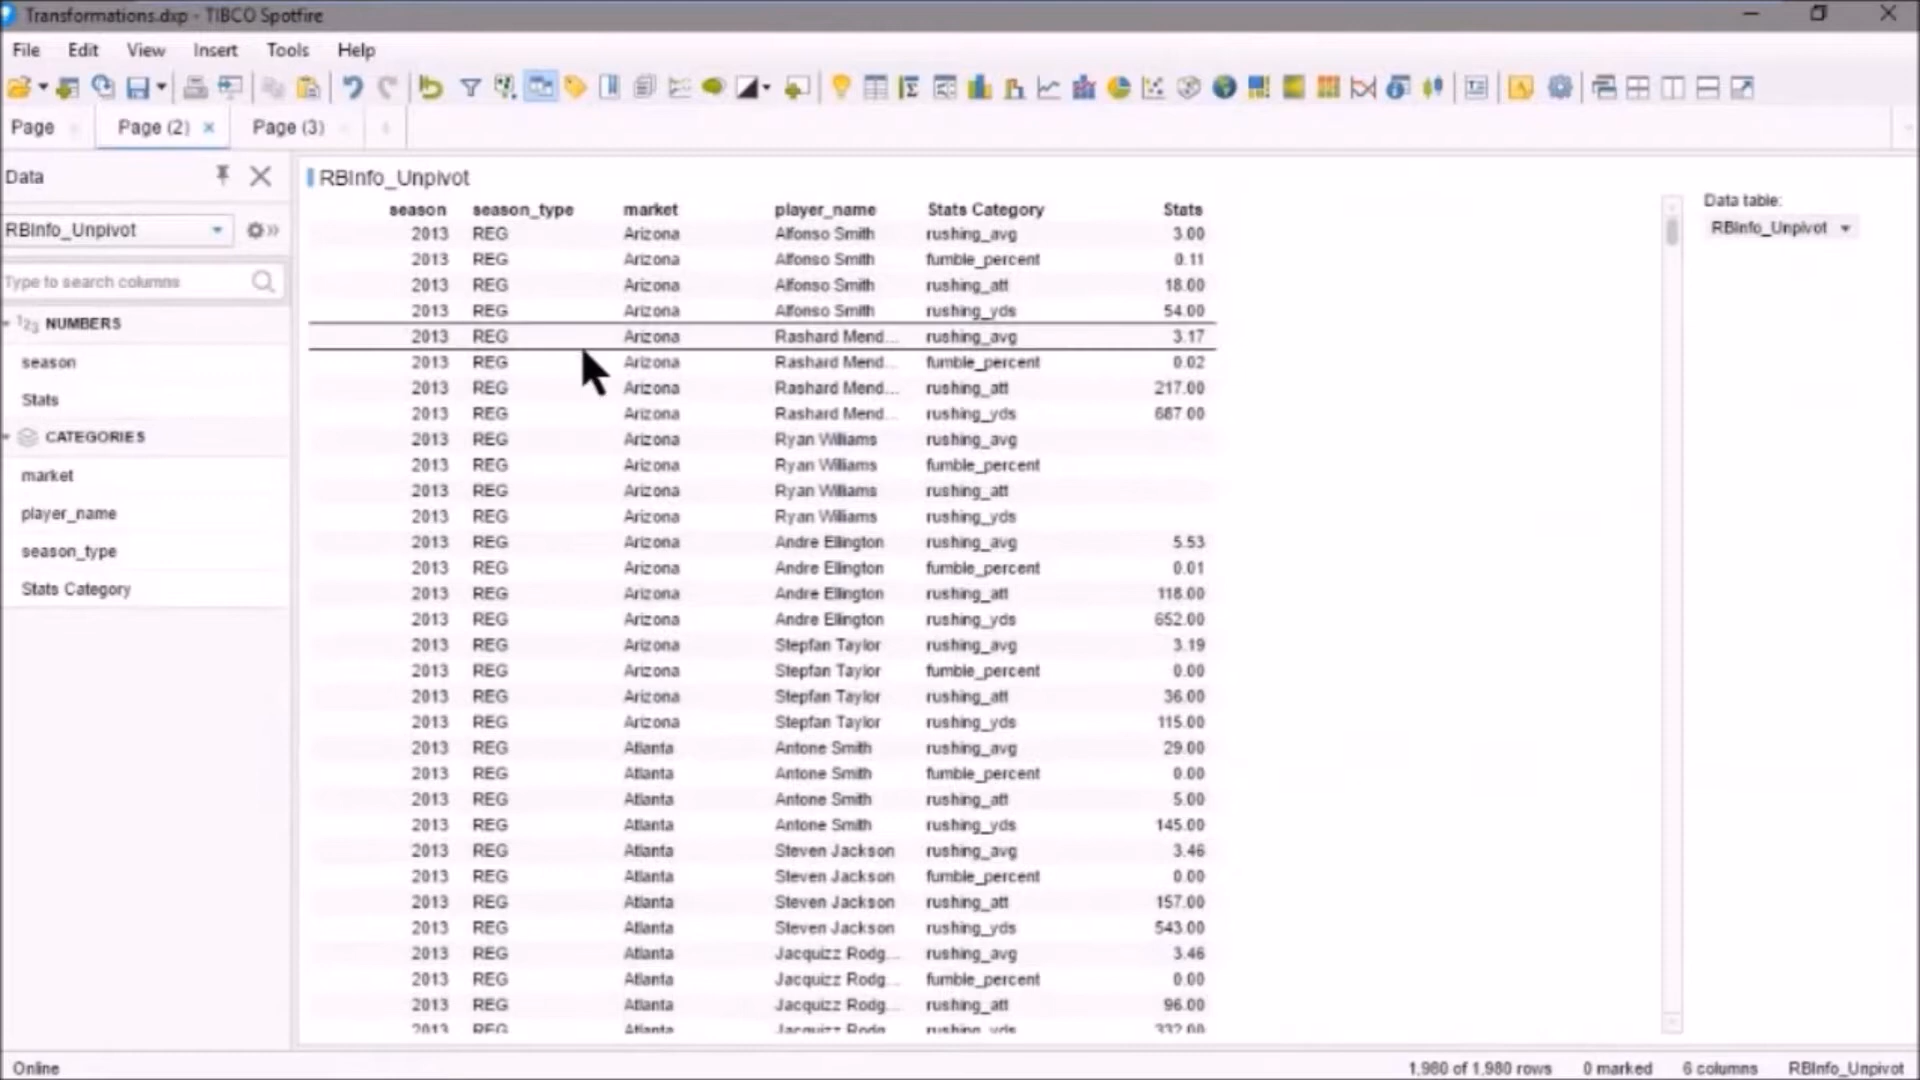 Transformations.dxp - TIBCO Spotfire
File Edit View Insert Tools Help
Page Page (2) Page (3)
Data
RBInfo_Unpivot
Type to search columns
123 NUMBERS
season
Stats
CATEGORIES
market
player_name
season_type
Stats Category
RBInfo_Unpivot
season season_type market player_name Stats Category Stats
2013 REG Arizona Alfonso Smith rushing_avg 3.00
2013 REG Arizona Alfonso Smith fumble_percent 0.11
2013 REG Arizona Alfonso Smith rushing_att 18.00
2013 REG Arizona Alfonso Smith rushing_yds 54.00
2013 REG Arizona Rashard Mend... rushing_avg 3.17
2013 REG Arizona Rashard Mend... fumble_percent 0.02
2013 REG Arizona Rashard Mend... rushing_att 217.00
2013 REG Arizona Rashard Mend... rushing_yds 687.00
2013 REG Arizona Ryan Williams rushing_avg
2013 REG Arizona Ryan Williams fumble_percent
2013 REG Arizona Ryan Williams rushing_att
2013 REG Arizona Ryan Williams rushing_yds
2013 REG Arizona Andre Ellington rushing_avg 5.53
2013 REG Arizona Andre Ellington fumble_percent 0.01
2013 REG Arizona Andre Ellington rushing_att 118.00
2013 REG Arizona Andre Ellington rushing_yds 652.00
2013 REG Arizona Stepfan Taylor rushing_avg 3.19
2013 REG Arizona Stepfan Taylor fumble_percent 0.00
2013 REG Arizona Stepfan Taylor rushing_att 36.00
2013 REG Arizona Stepfan Taylor rushing_yds 115.00
2013 REG Atlanta Antone Smith rushing_avg 29.00
2013 REG Atlanta Antone Smith fumble_percent 0.00
2013 REG Atlanta Antone Smith rushing_att 5.00
2013 REG Atlanta Antone Smith rushing_yds 145.00
2013 REG Atlanta Steven Jackson rushing_avg 3.46
2013 REG Atlanta Steven Jackson fumble_percent 0.00
2013 REG Atlanta Steven Jackson rushing_att 157.00
2013 REG Atlanta Steven Jackson rushing_yds 543.00
2013 REG Atlanta Jacquizz Rodg... rushing_avg 3.46
2013 REG Atlanta Jacquizz Rodg... fumble_percent 0.00
2013 REG Atlanta Jacquizz Rodg... rushing_att 96.00
2013 REG Atlanta Jacquizz Rodg... rushing_yds 332.00
Data table:
RBInfo_Unpivot
Online 1,980 of 1,980 rows 0 marked 6 columns RBInfo_Unpivot